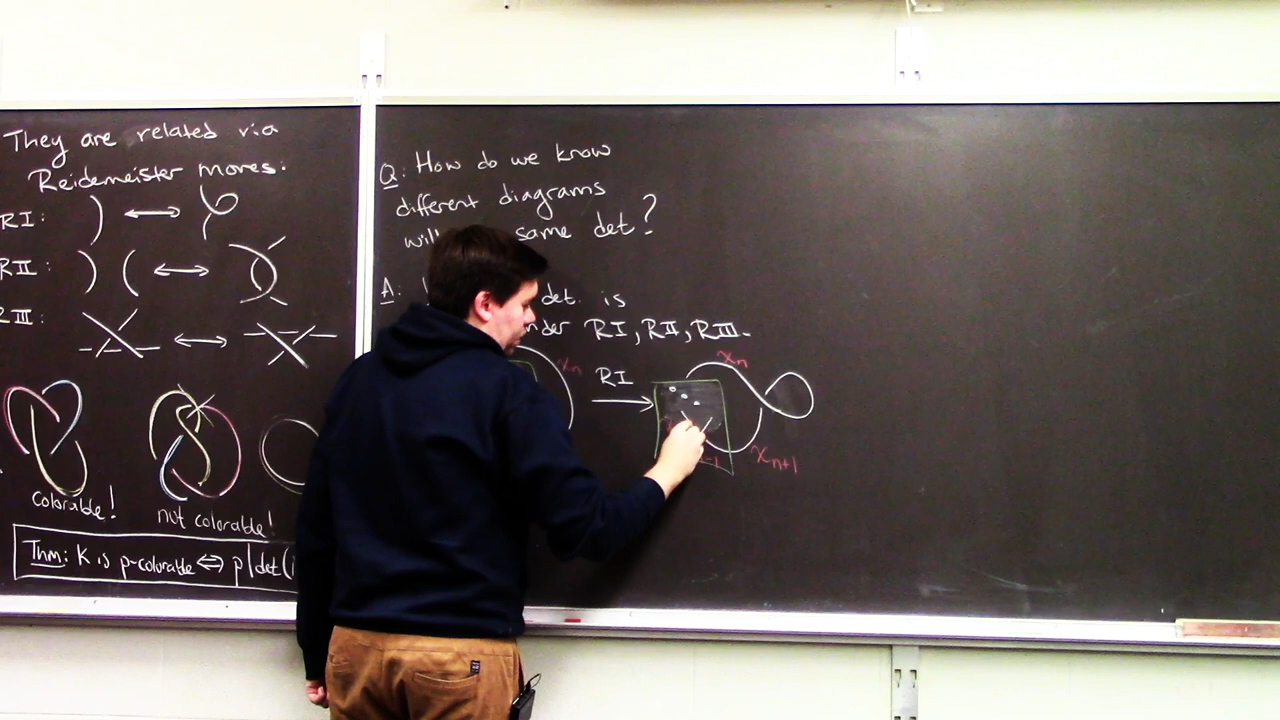 They are related via
Reidemeister moves:
RI:
RII:
RIII:
colorable!
not colorable!
Thm: K is p-colorable ⇔ p|det(
Q: How do we know
different diagrams
will same det?
A: det. is
RI, RII, RIII.
xn
RI
xn
xn+1